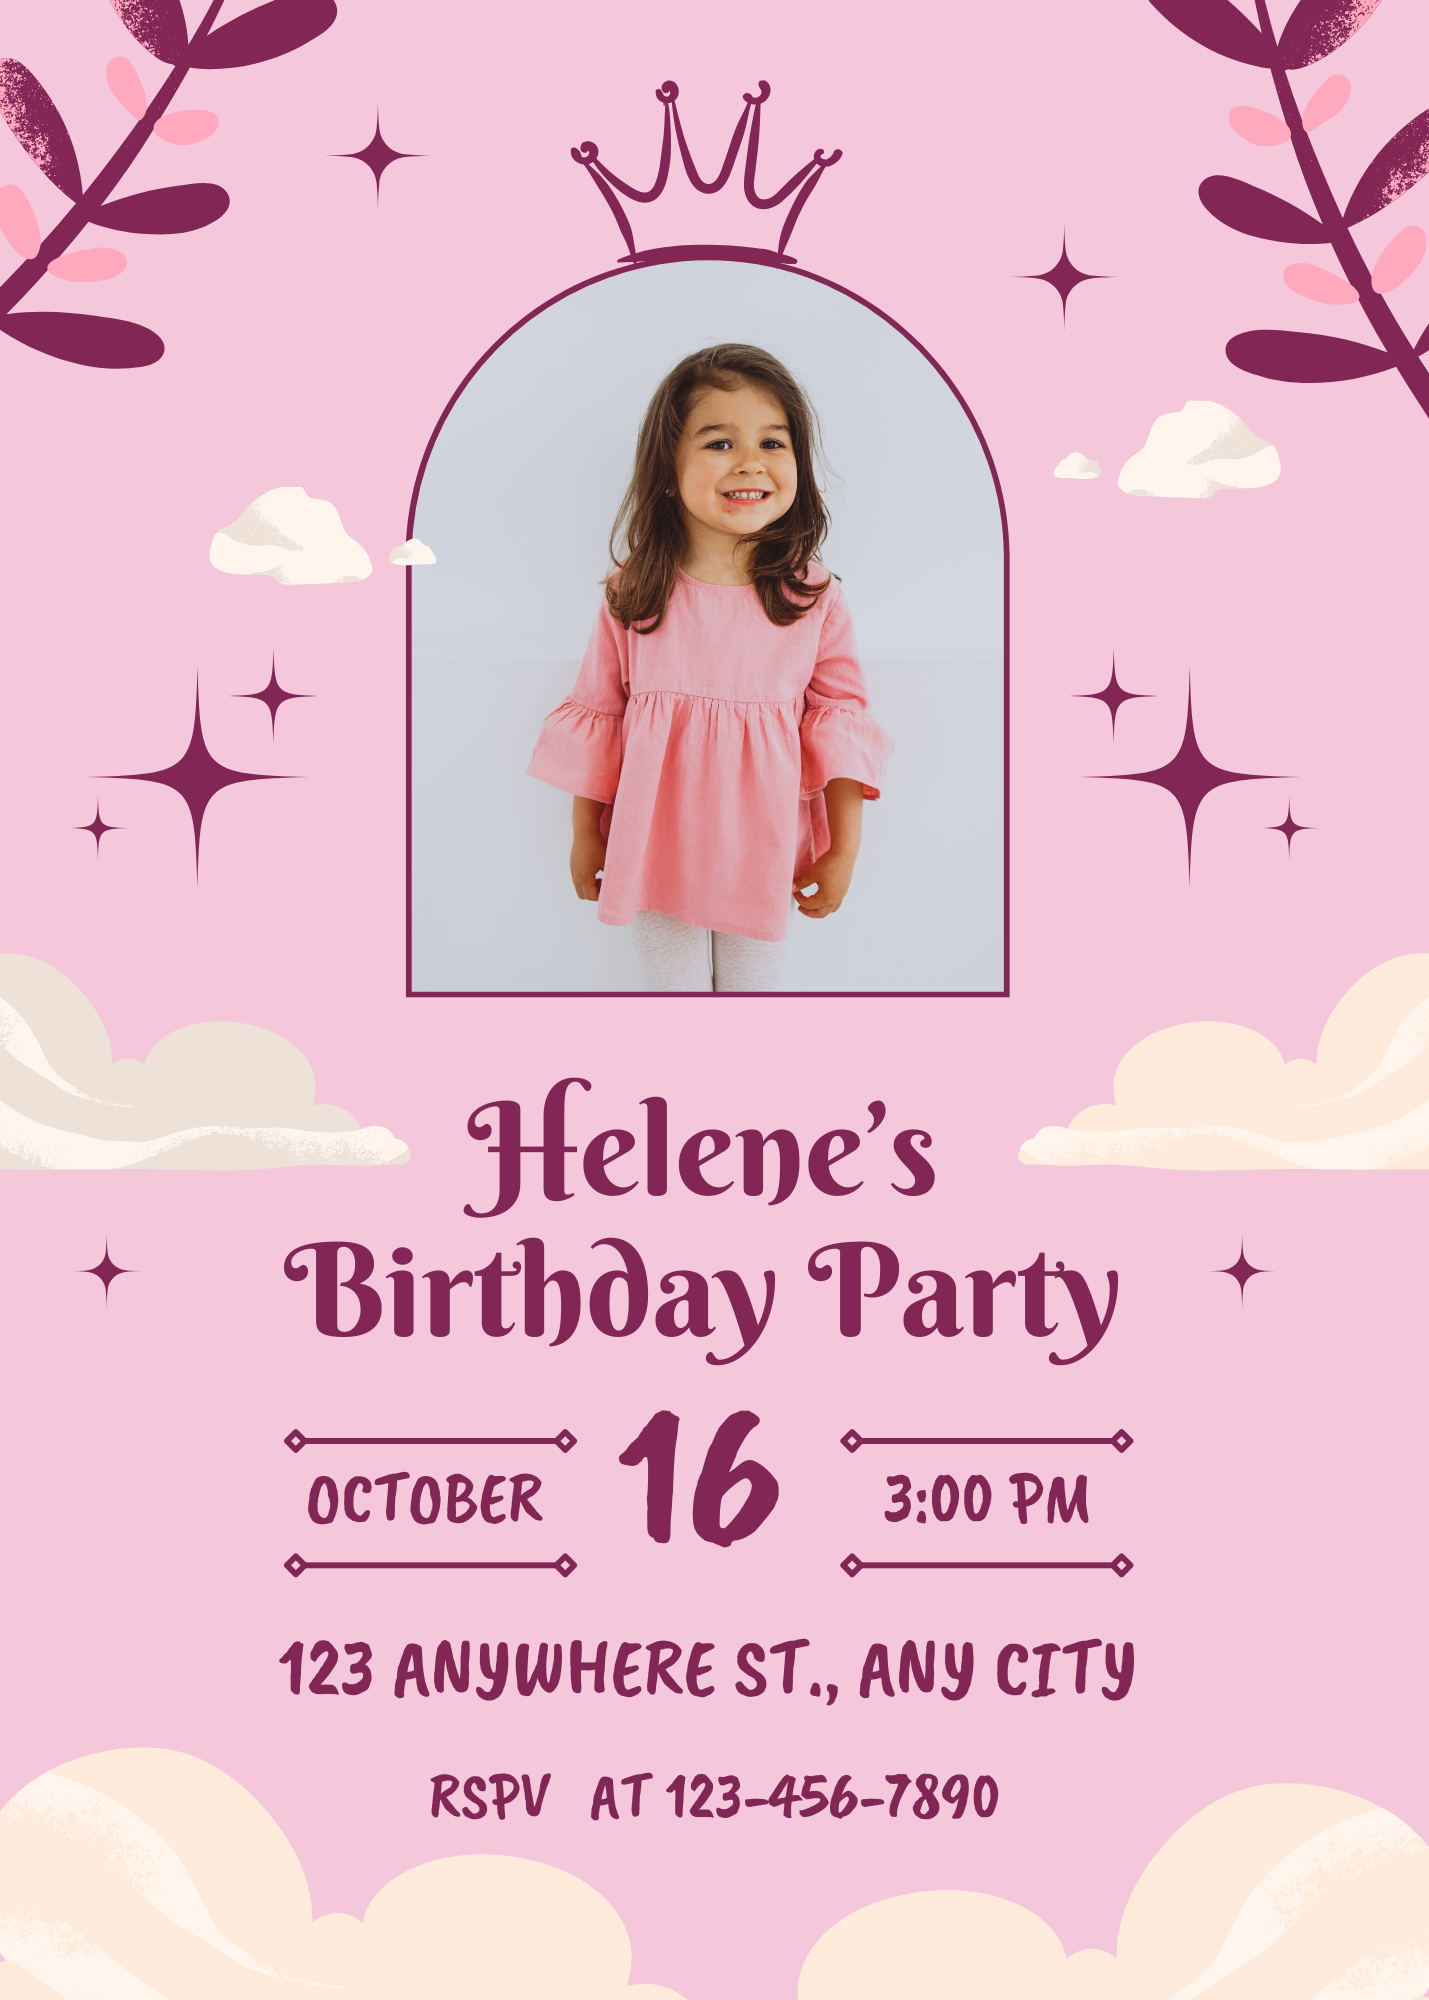 Helene's
Birthday Party
OCTOBER 16 3:00 PM
123 ANYWHERE ST., ANY CITY
RSPV AT 123-456-7890